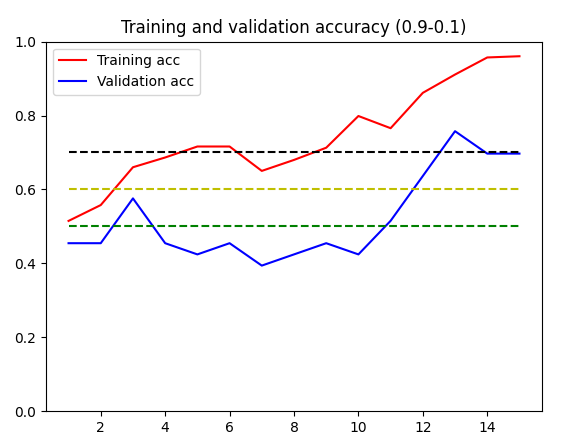 Training and validation accuracy (0.9-0.1)
1.0
Training acc
Validation acc
0.8
0.6
0.4
0.2
0.0
2 4 6 8 10 12 14